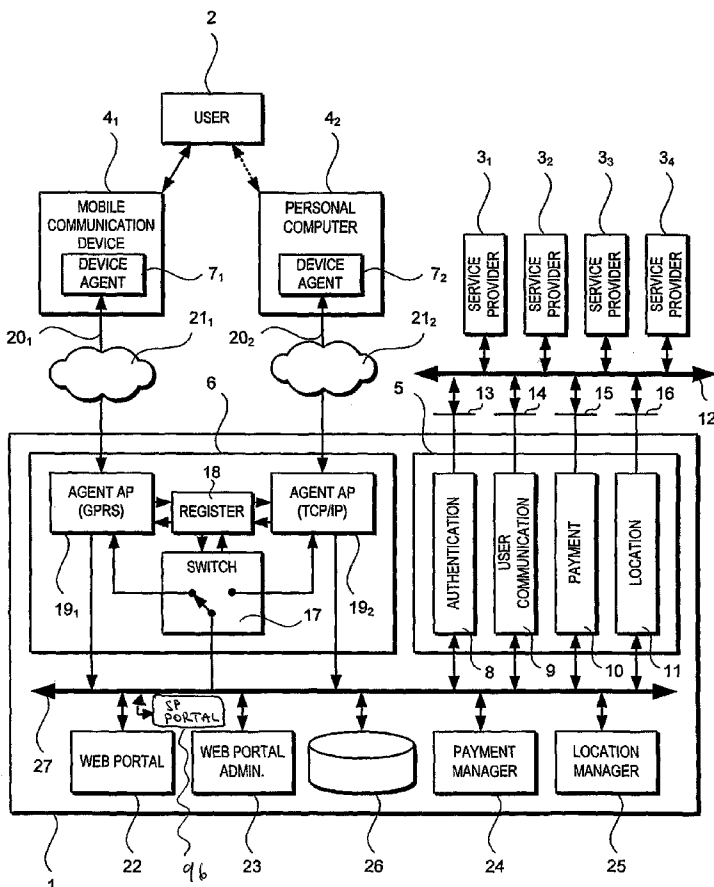 2
USER
4₁
4₂
MOBILE
COMMUNICATION
DEVICE
DEVICE
AGENT
7₁
PERSONAL
COMPUTER
DEVICE
AGENT
7₂
3₁
3₂
3₃
3₄
SERVICE
PROVIDER
SERVICE
PROVIDER
SERVICE
PROVIDER
SERVICE
PROVIDER
20₁
21₁
20₂
21₂
12
6
5
13
14
15
16
AGENT AP
(GPRS)
18
REGISTER
AGENT AP
(TCP/IP)
SWITCH
17
19₁
19₂
AUTHENTICATION
USER
COMMUNICATION
PAYMENT
LOCATION
8
9
10
11
27
SP
PORTAL
WEB PORTAL
WEB PORTAL
ADMIN.
PAYMENT
MANAGER
LOCATION
MANAGER
1
22
96
23
26
24
25